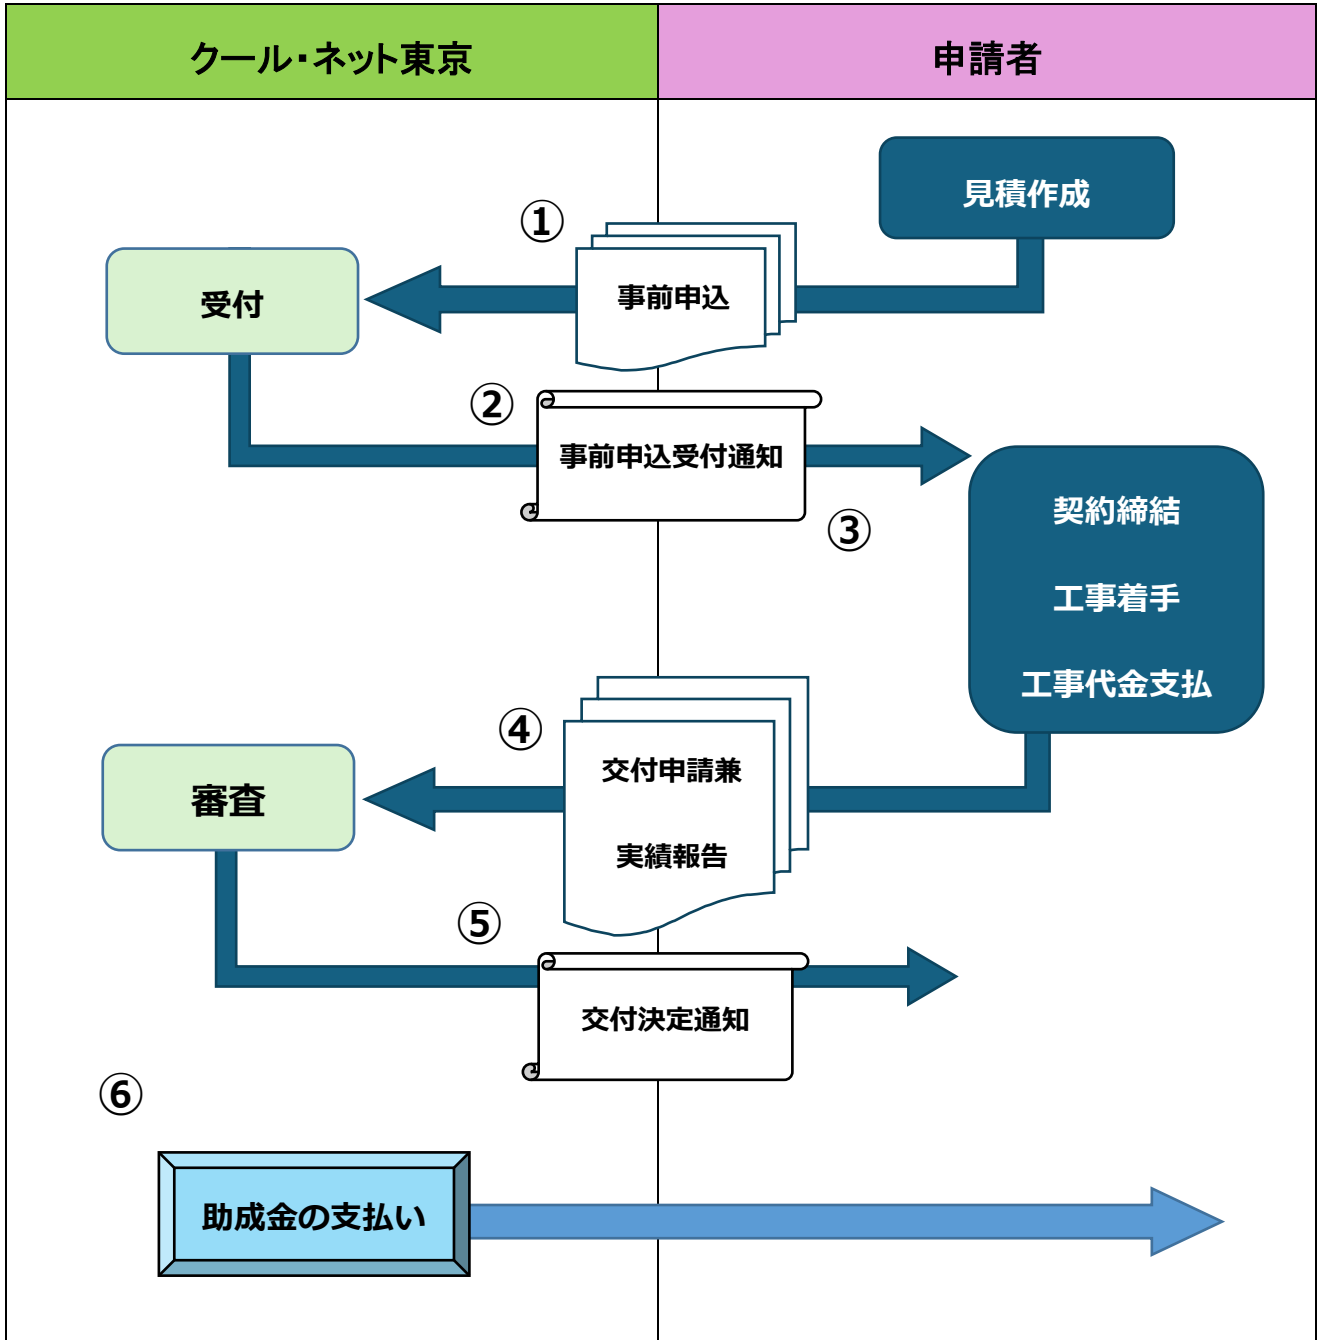 クール・ネット東京
申請者
見積作成
①
事前申込
受付
②
事前申込受付通知
③
契約締結
工事着手
工事代金支払
④
交付申請兼
実績報告
審査
⑤
交付決定通知
⑥
助成金の支払い